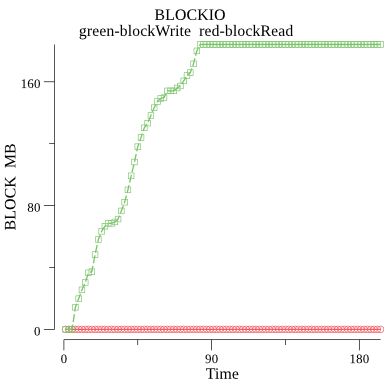 BLOCKIO
green-blockWrite red-blockRead
BLOCK MB
160
80
0
0 90 180
Time